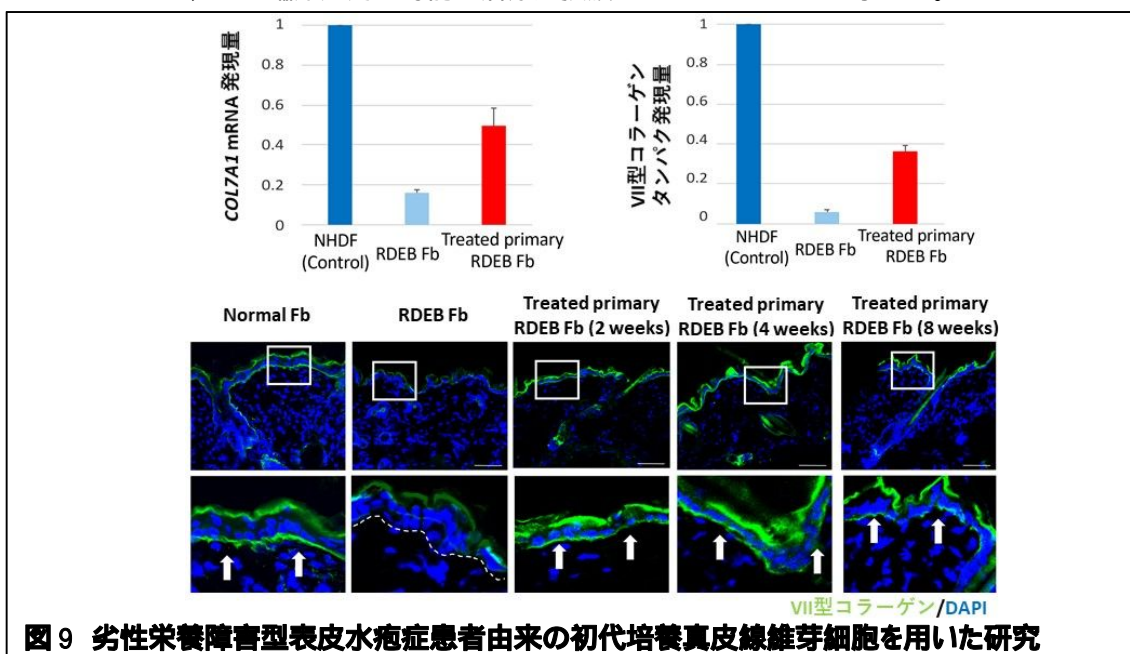 COL7A1 mRNA 発現量
1
0.8
0.6
0.4
0.2
0
NHDF
(Control)
RDEB Fb
Treated primary
RDEB Fb
VII型コラーゲン
タンパク発現量
1
0.8
0.6
0.4
0.2
0
NHDF
(Control)
RDEB Fb
Treated primary
RDEB Fb
Normal Fb
RDEB Fb
Treated primary
RDEB Fb (2 weeks)
Treated primary
RDEB Fb (4 weeks)
Treated primary
RDEB Fb (8 weeks)
VII型コラーゲン/DAPI
図9 劣性栄養障害型表皮水疱症患者由来の初代培養真皮線維芽細胞を用いた研究